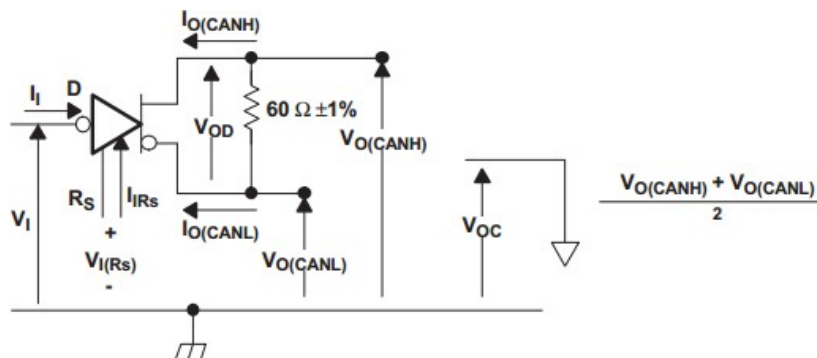 IO(CANH)
II
D
VOD
60 Ω ±1%
VO(CANH)
VO(CANH) + VO(CANL)
2
RS
IIRs
IO(CANL)
VI
+
VI(Rs)
-
VO(CANL)
VOC